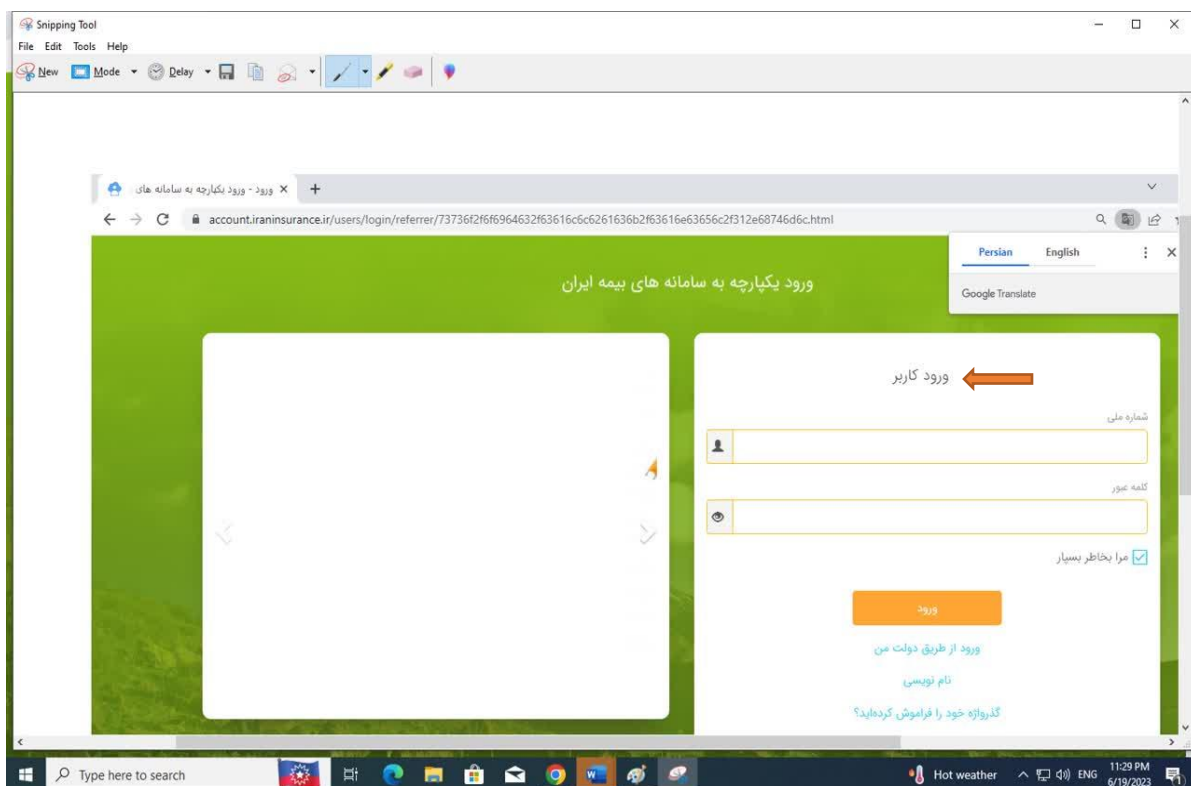 Snipping Tool
File Edit Tools Help
New Mode Delay
ورود - ورود یکپارچه به سامانه های
account.iraninsurance.ir/users/login/referrer/73736f2f6f6964632f63616c6c6261636b2f63616e63656c2f312e68746d6c.html
Persian English
Google Translate
ورود یکپارچه به سامانه های بیمه ایران
ورود کاربر
شماره ملی
کلمه عبور
مرا بخاطر بسپار
ورود
ورود از طریق دولت من
نام نویسی
گذرواژه خود را فراموش کرده‌اید؟
Type here to search
Hot weather
ENG
11:29 PM
6/19/2023